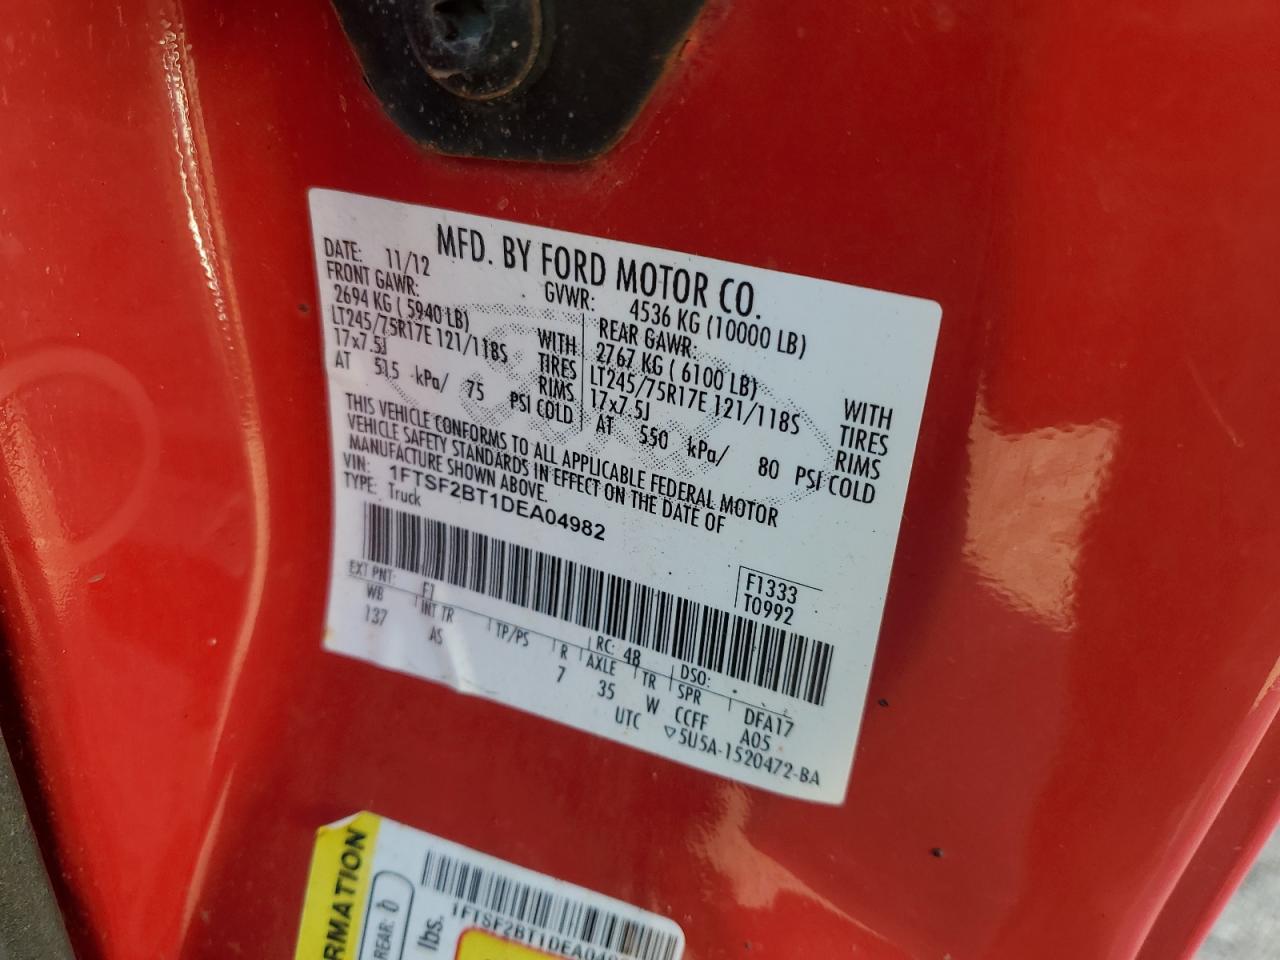 MFD. BY FORD MOTOR CO.
DATE: 11/12 GVWR: 4536 KG (10000 LB)
FRONT GAWR: REAR GAWR:
2694 KG ( 5940 LB) WITH 2767 KG ( 6100 LB) WITH
LT245/75R17E 121/118S TIRES LT245/75R17E 121/118S TIRES
17x7.5J RIMS 17x7.5J RIMS
AT 515 kPa/ 75 PSI COLD AT 550 kPa/ 80 PSI COLD
THIS VEHICLE CONFORMS TO ALL APPLICABLE FEDERAL MOTOR
VEHICLE SAFETY STANDARDS IN EFFECT ON THE DATE OF
MANUFACTURE SHOWN ABOVE.
VIN: 1FTSF2BT1DEA04982
TYPE: Truck
F1333
T0992
EXT PNT: F1 RC: 48 DSO:
WB INT TR TP/PS R AXLE TR SPR DFA17
137 AS 7 35 W CCFF A05
UTC ▽5U5A-1520472-BA
RMATION
REAR: 0
lbs.
1FTSF2BT1DEA049